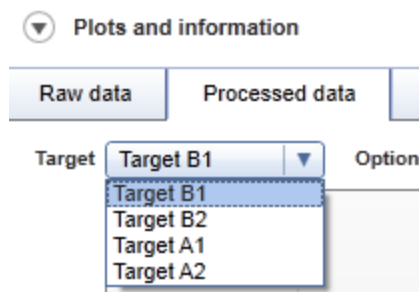 Plots and information
Raw data Processed data
Target Target B1 Option
Target B1
Target B2
Target A1
Target A2